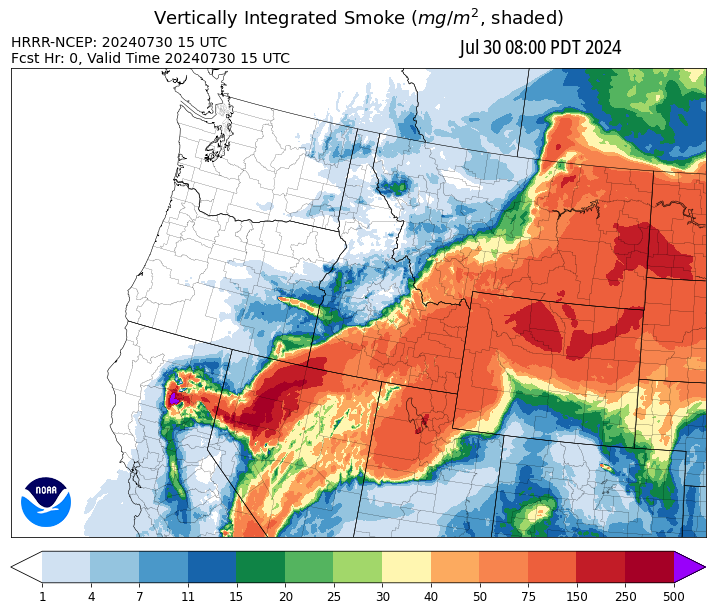 Vertically Integrated Smoke (mg/m², shaded)
HRRR-NCEP: 20240730 15 UTC
Jul 30 08:00 PDT 2024
Fcst Hr: 0, Valid Time 20240730 15 UTC
NOAA
1 4 7 11 15 20 25 30 40 50 75 150 250 500